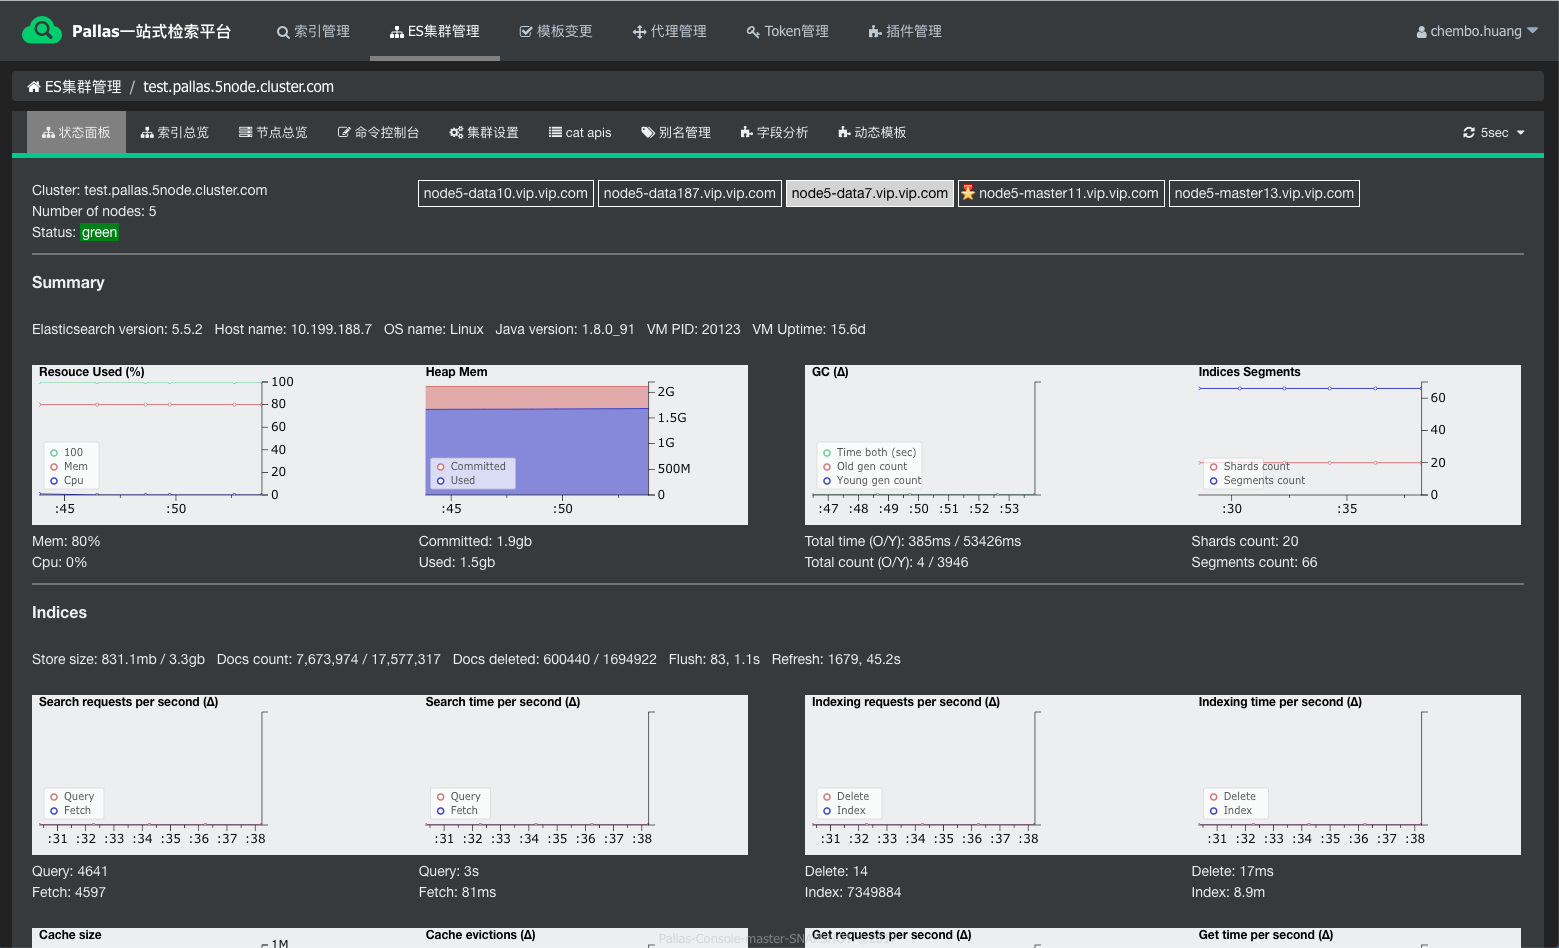 Pallas一站式检索平台 索引管理 ES集群管理 模板变更 代理管理 Token管理 插件管理 chembo.huang
ES集群管理 / test.pallas.5node.cluster.com
状态面板 索引总览 节点总览 命令控制台 集群设置 cat apis 别名管理 字段分析 动态模板 5sec
Cluster: test.pallas.5node.cluster.com
Number of nodes: 5
Status: green
node5-data10.vip.vip.com node5-data187.vip.vip.com node5-data7.vip.vip.com node5-master11.vip.vip.com node5-master13.vip.vip.com
Summary
Elasticsearch version: 5.5.2 Host name: 10.199.188.7 OS name: Linux Java version: 1.8.0_91 VM PID: 20123 VM Uptime: 15.6d
Resouce Used (%)
100
80
60
40
20
0
100
Mem
Cpu
:45 :50
Mem: 80%
Cpu: 0%
Heap Mem
2G
1.5G
1G
500M
0
Committed
Used
:45 :50
Committed: 1.9gb
Used: 1.5gb
GC (Δ)
Time both (sec)
Old gen count
Young gen count
:47 :48 :49 :50 :51 :52 :53
Total time (O/Y): 385ms / 53426ms
Total count (O/Y): 4 / 3946
Indices Segments
60
40
20
0
Shards count
Segments count
:30 :35
Shards count: 20
Segments count: 66
Indices
Store size: 831.1mb / 3.3gb Docs count: 7,673,974 / 17,577,317 Docs deleted: 600440 / 1694922 Flush: 83, 1.1s Refresh: 1679, 45.2s
Search requests per second (Δ)
Query
Fetch
:31 :32 :33 :34 :35 :36 :37 :38
Query: 4641
Fetch: 4597
Search time per second (Δ)
Query
Fetch
:31 :32 :33 :34 :35 :36 :37 :38
Query: 3s
Fetch: 81ms
Indexing requests per second (Δ)
Delete
Index
:31 :32 :33 :34 :35 :36 :37 :38
Delete: 14
Index: 7349884
Indexing time per second (Δ)
Delete
Index
:31 :32 :33 :34 :35 :36 :37 :38
Delete: 17ms
Index: 8.9m
Cache size
1M
Cache evictions (Δ)
Get requests per second (Δ)
Get time per second (Δ)
Pallas-Console-master-SNAPSHOT